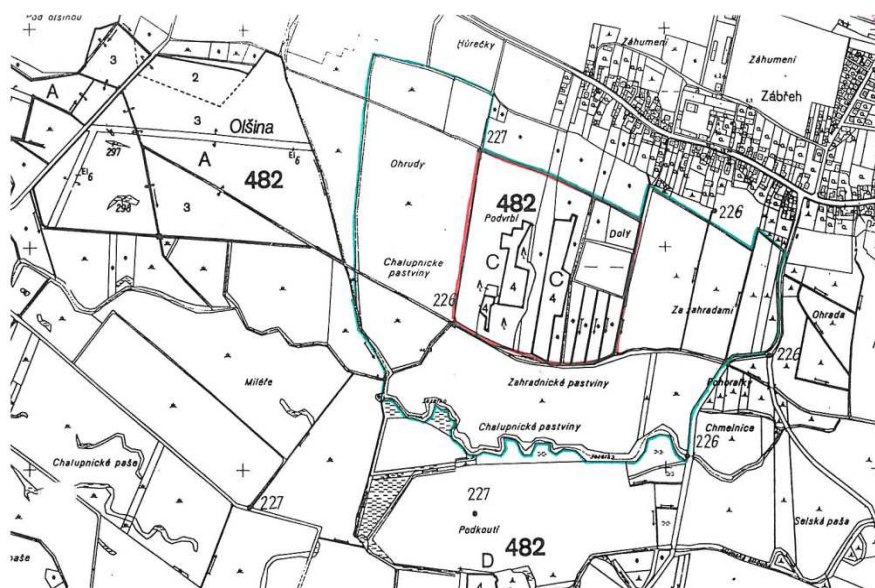 Pod olšinou
Hůrečky
Záhumení
Záhumení
Zábřeh
3
2
A
3
Olšina
227
297
A
Ohrudy
482
482
226
6
Podvrbí
298
3
Doly
C
C
Chalupnické pastviny
4
4
226
Za zahradami
Ohrada
226
Miléře
Zahradnické pastviny
Chalupnické pastviny
Chmelnice
226
Chalupnické paše
227
227
Selská paša
Podkoutí
482
paše
D